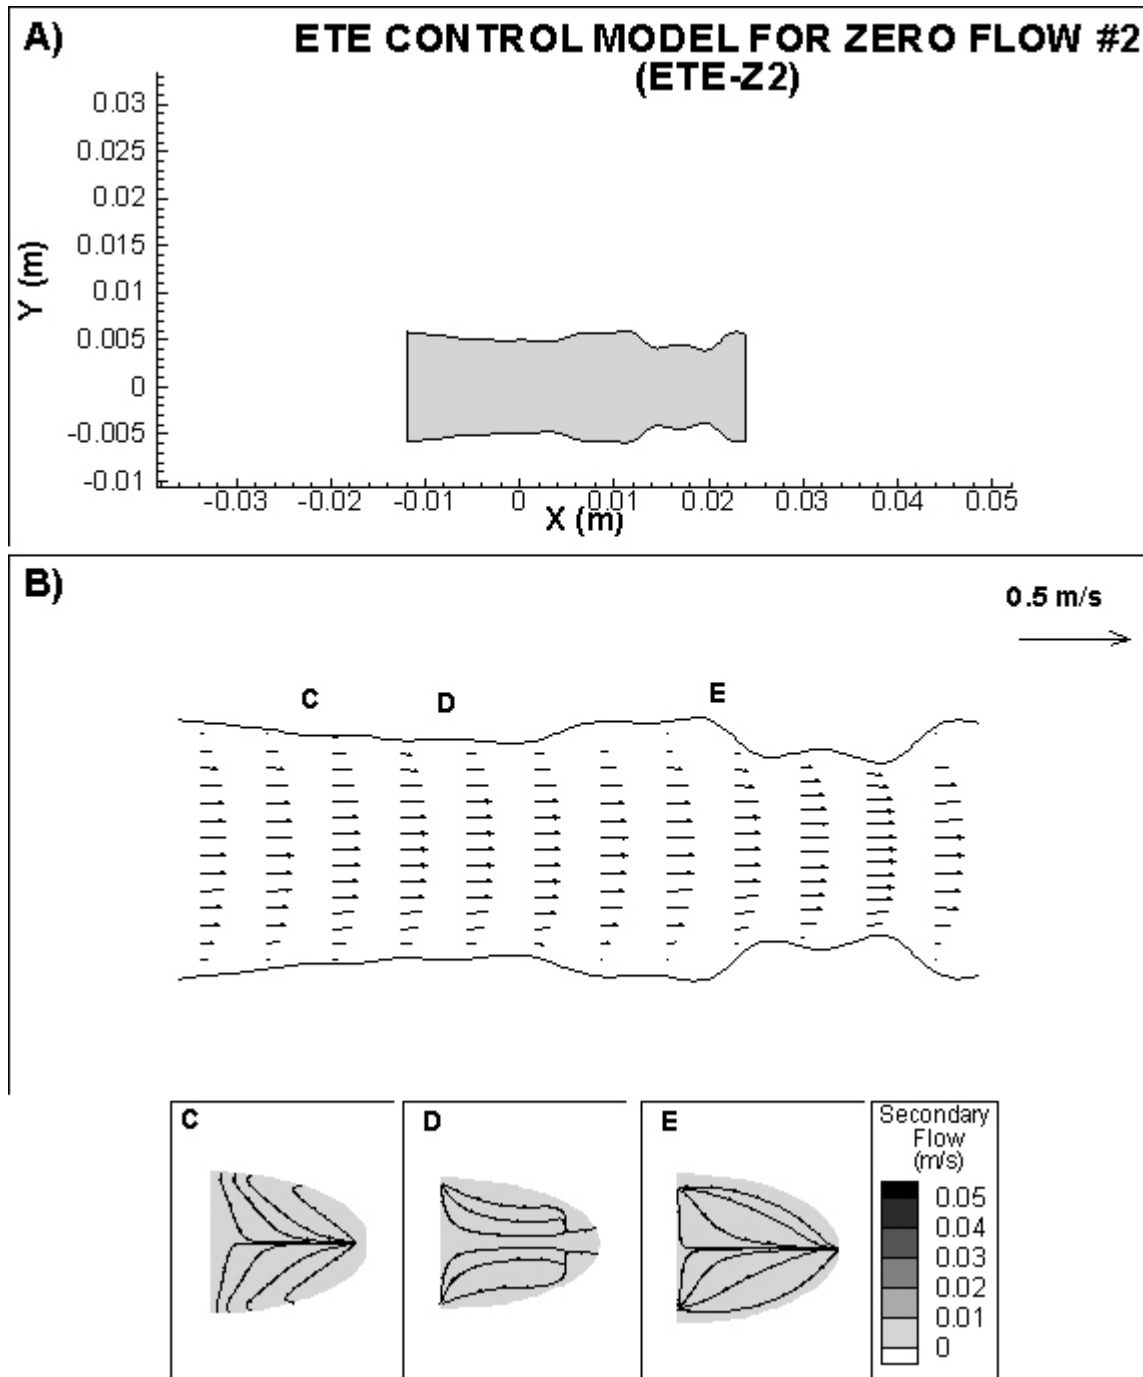 A)
ETE CONTROL MODEL FOR ZERO FLOW #2
(ETE-Z2)
0.03
0.025
0.02
0.015
0.01
0.005
0
-0.005
-0.01
Y (m)
-0.03 -0.02 -0.01 0 0.01 0.02 0.03 0.04 0.05
X (m)
B)
0.5 m/s
C D E
C D E
Secondary
Flow
(m/s)
0.05
0.04
0.03
0.02
0.01
0